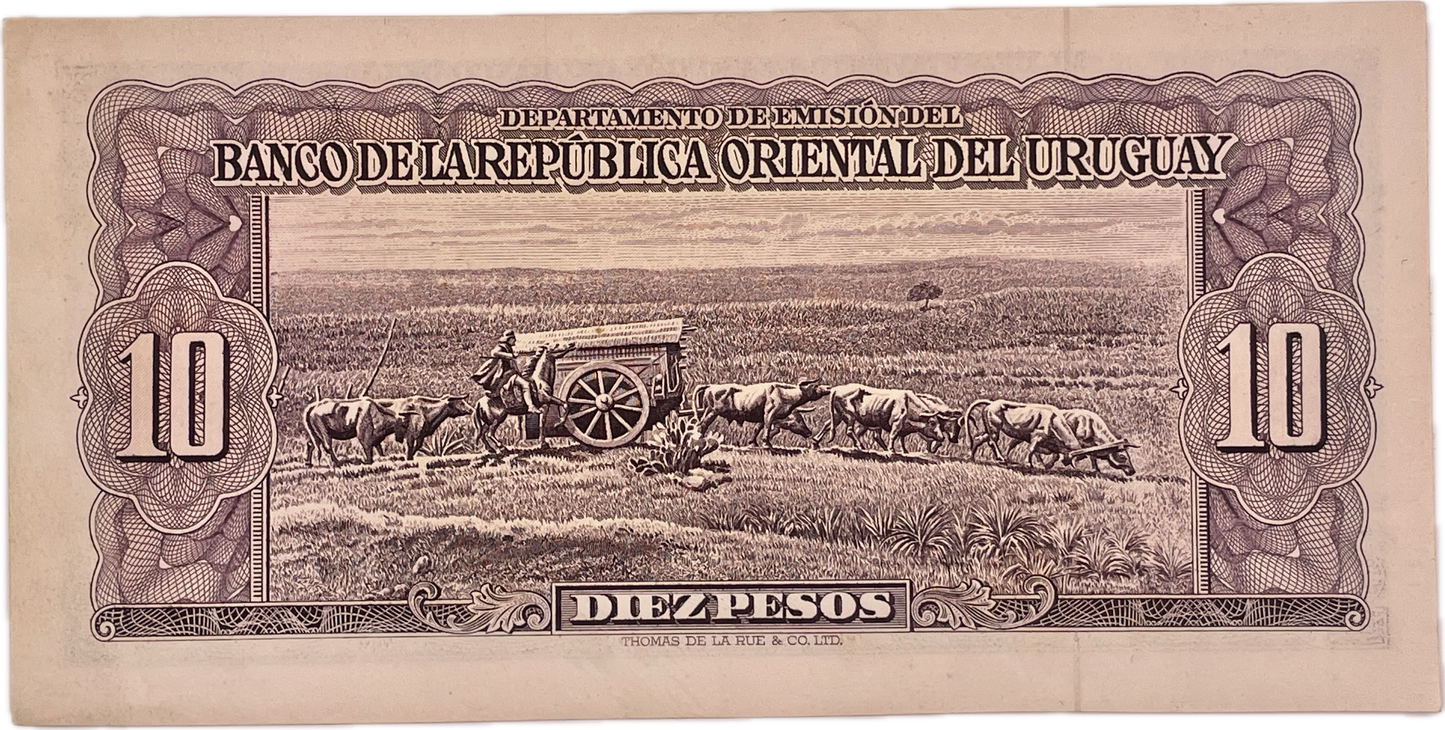 DEPARTAMENTO DE EMISIÓN DEL
BANCO DE LA REPÚBLICA ORIENTAL DEL URUGUAY
10
10
DIEZ PESOS
THOMAS DE LA RUE & CO. LTD.